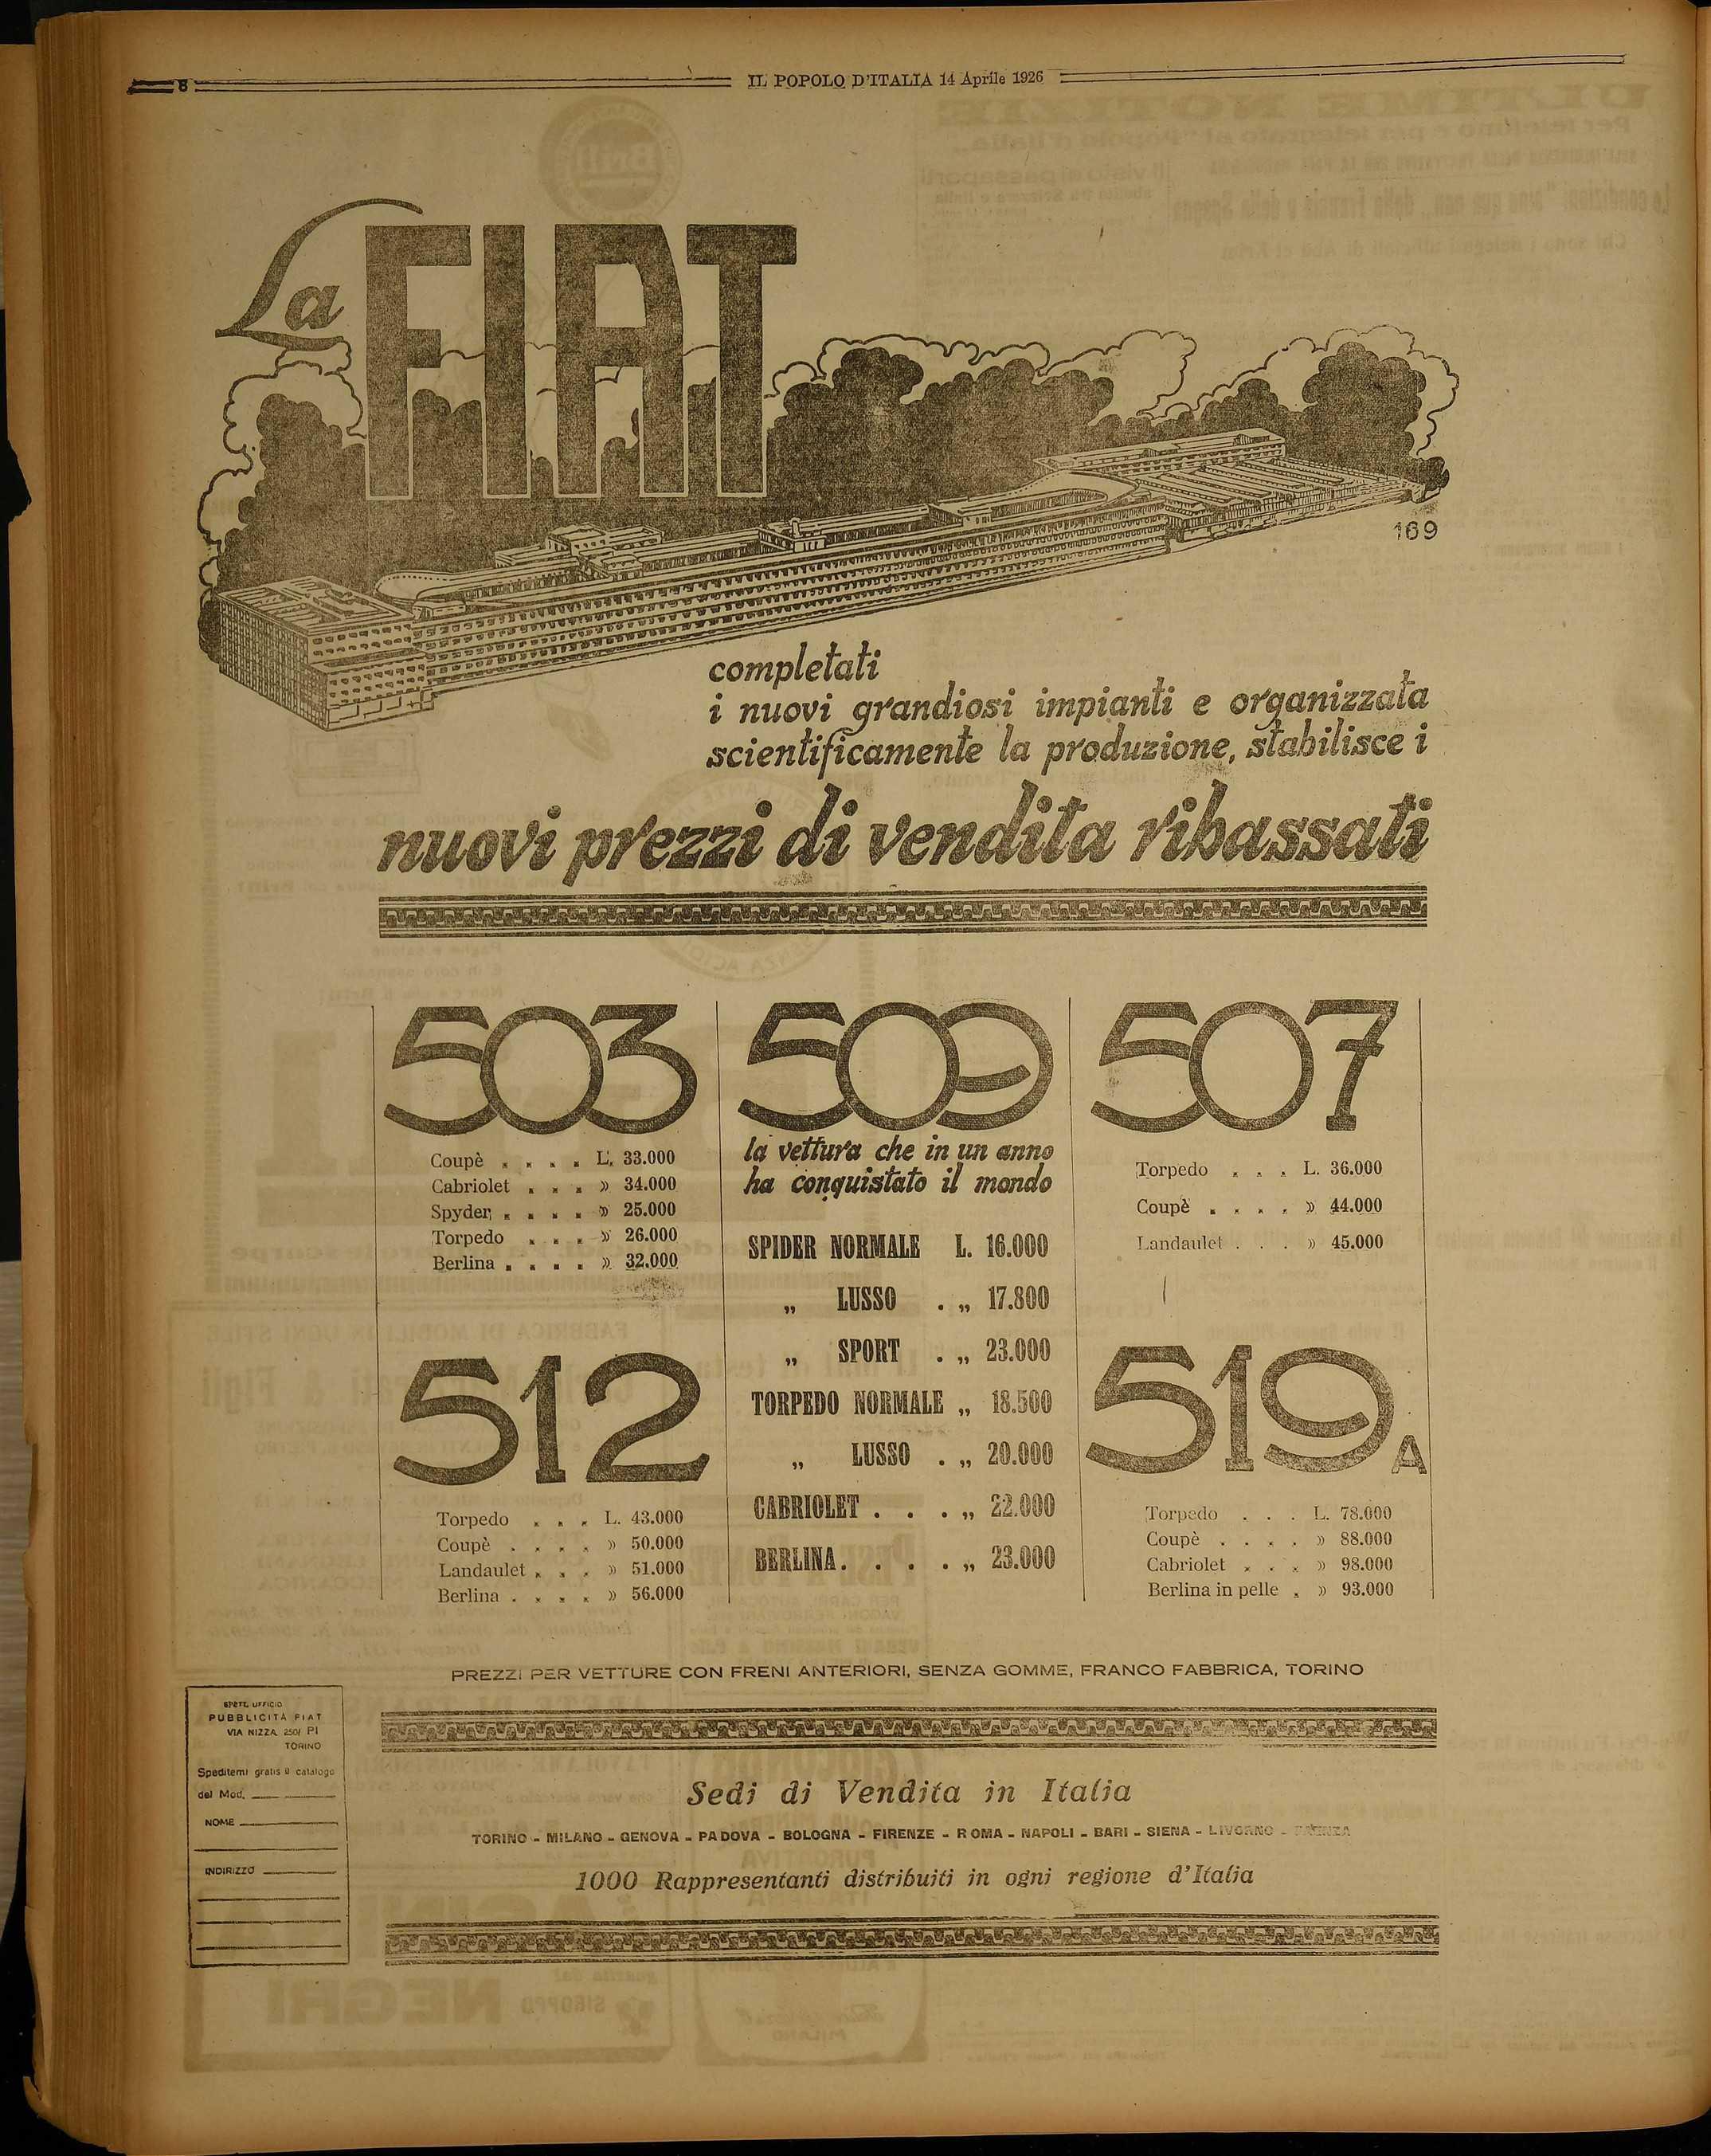 8
IL POPOLO D'ITALIA 14 Aprile 1926
La FIAT
169
completati
i nuovi grandiosi impianti e organizzata
scientificamente la produzione, stabilisce i
nuovi prezzi di vendita ribassati
503
Coupè . . . . L. 33.000
Cabriolet . . . » 34.000
Spyder . . . . » 25.000
Torpedo . . . » 26.000
Berlina . . . . » 32.000
512
Torpedo . . . L. 43.000
Coupè . . . . » 50.000
Landaulet . . . » 51.000
Berlina . . . . » 56.000
509
la vettura che in un anno
ha conquistato il mondo
SPIDER NORMALE L. 16.000
„ LUSSO . „ 17.800
„ SPORT . „ 23.000
TORPEDO NORMALE „ 18.500
„ LUSSO . „ 20.000
CABRIOLET . . . „ 22.000
BERLINA. . . . „ 23.000
507
Torpedo . . . L. 36.000
Coupè . . . . » 44.000
Landaulet . . . » 45.000
519 A
Torpedo . . . L. 78.000
Coupè . . . . » 88.000
Cabriolet . . . » 98.000
Berlina in pelle . » 93.000
PREZZI PER VETTURE CON FRENI ANTERIORI, SENZA GOMME, FRANCO FABBRICA, TORINO
SPETT. UFFICIO
PUBBLICITÀ FIAT
VIA NIZZA 250/ PI
TORINO
Speditemi gratis il catalogo
del Mod.
NOME
INDIRIZZO
Sedi di Vendita in Italia
TORINO - MILANO - GENOVA - PADOVA - BOLOGNA - FIRENZE - ROMA - NAPOLI - BARI - SIENA - LIVORNO - FAENZA
1000 Rappresentanti distribuiti in ogni regione d'Italia